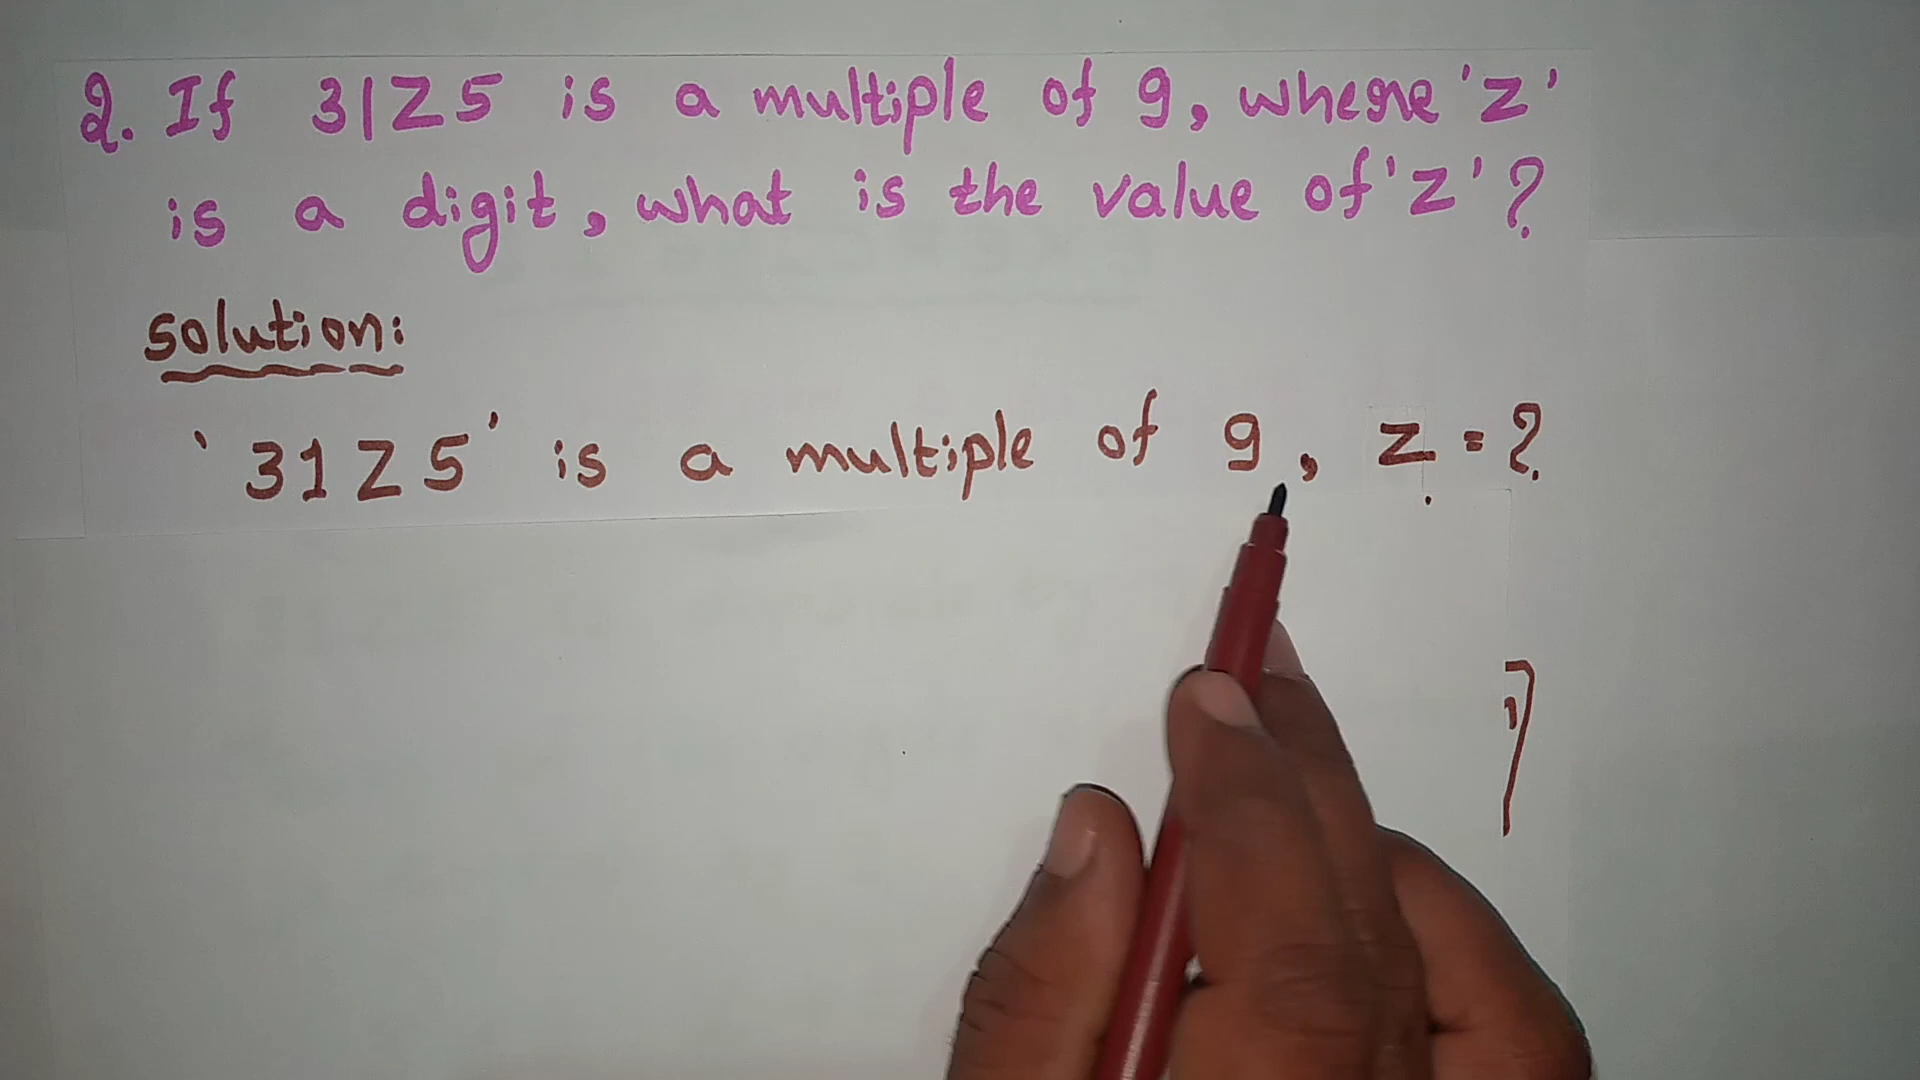 Q. If 31Z5 is a multiple of 9, where 'z'
is a digit, what is the value of 'z'?
Solution:
'31Z5' is a multiple of 9, z = ?